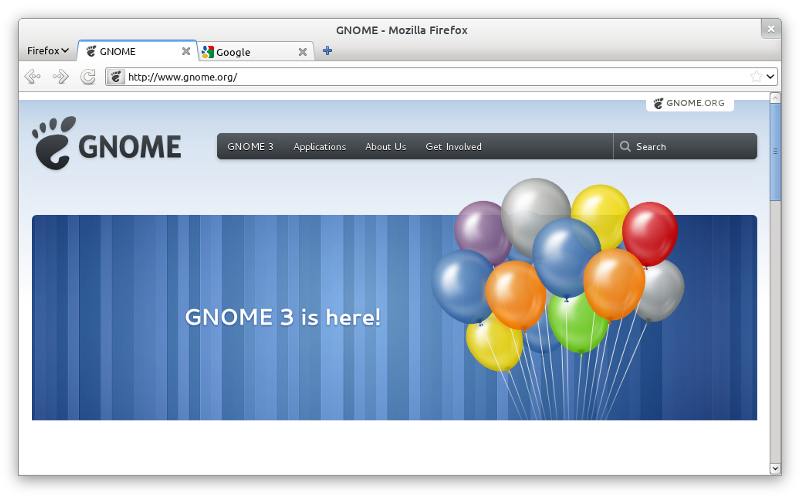 GNOME - Mozilla Firefox
Firefox
GNOME
Google
http://www.gnome.org/
GNOME.ORG
GNOME
GNOME 3
Applications
About Us
Get Involved
Search
GNOME 3 is here!